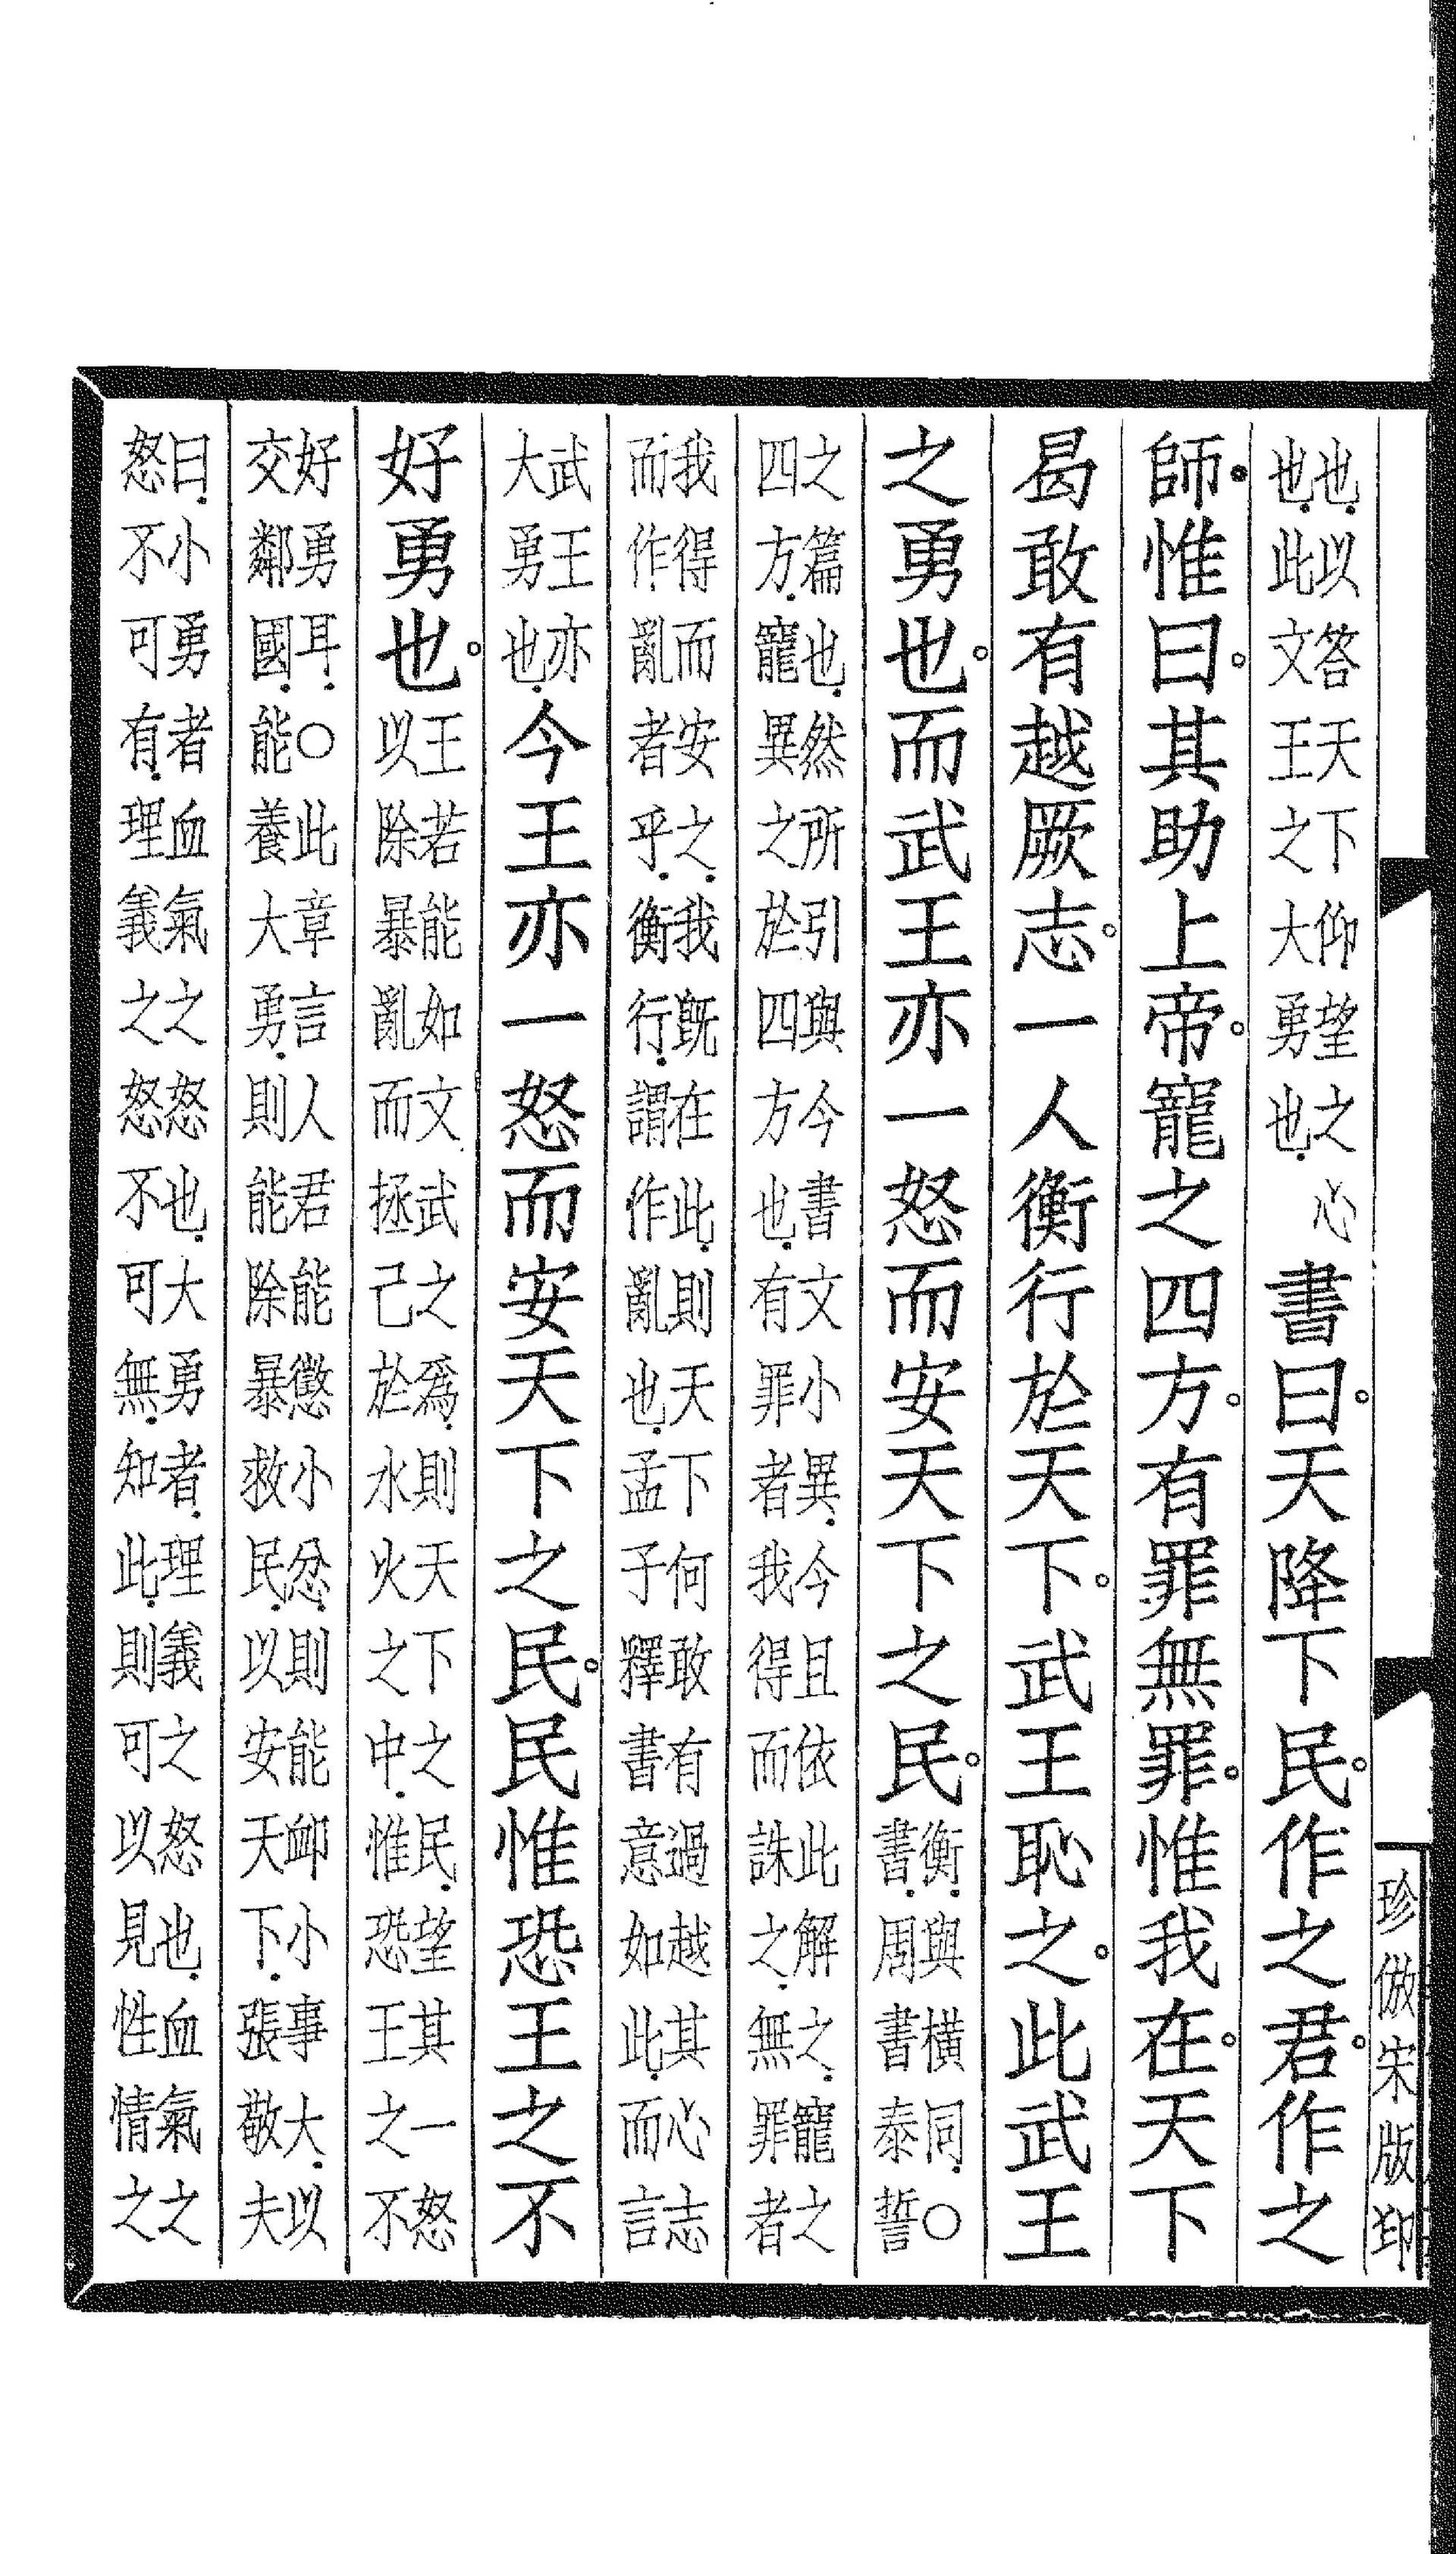 珍倣宋版印
也。以答天下仰望之心
也。此文王之大勇也。
書曰。天降下民。作之君。作之
師。惟曰。其助上帝。寵之四方。有罪無罪。惟我在。天下
曷敢有越厥志。一人衡行於天下。武王恥之。此武王
之勇也。而武王亦一怒而安天下之民。
衡。與橫同。○
書。周書泰誓
之篇也。然所引與今書文小異。今且依此解之。寵之
四方。寵異之於四方也。有罪者我得而誅之。無罪者
我得而安之。我旣在此。則天下何敢有過越其心志
而作亂者乎。衡行。謂作亂也。孟子釋書意如此。而言
武王亦
大勇也。
今王亦一怒而安天下之民。民惟恐王之不
好勇也。
王若能如文武之爲。則天下之民。望其一怒
以除暴亂而拯己於水火之中。惟恐王之不
好勇耳。○此章言人君能懲小忿。則能卹小事大。以
交鄰國。能養大勇。則能除暴救民。以安天下。張敬夫
曰。小勇者血氣之怒也。大勇者。理義之怒也。血氣之
怒不可有。理義之怒不可無。知此。則可以見性情之